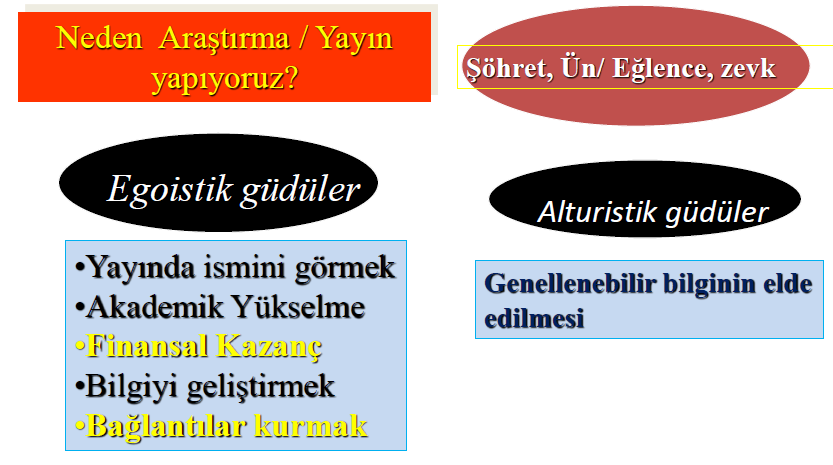 Neden Araştırma / Yayın
yapıyoruz?
Şöhret, Ün/ Eğlence, zevk
Egoistik güdüler
•Yayında ismini görmek
•Akademik Yükselme
•Finansal Kazanç
•Bilgiyi geliştirmek
•Bağlantılar kurmak
Alturistik güdüler
Genellenebilir bilginin elde
edilmesi